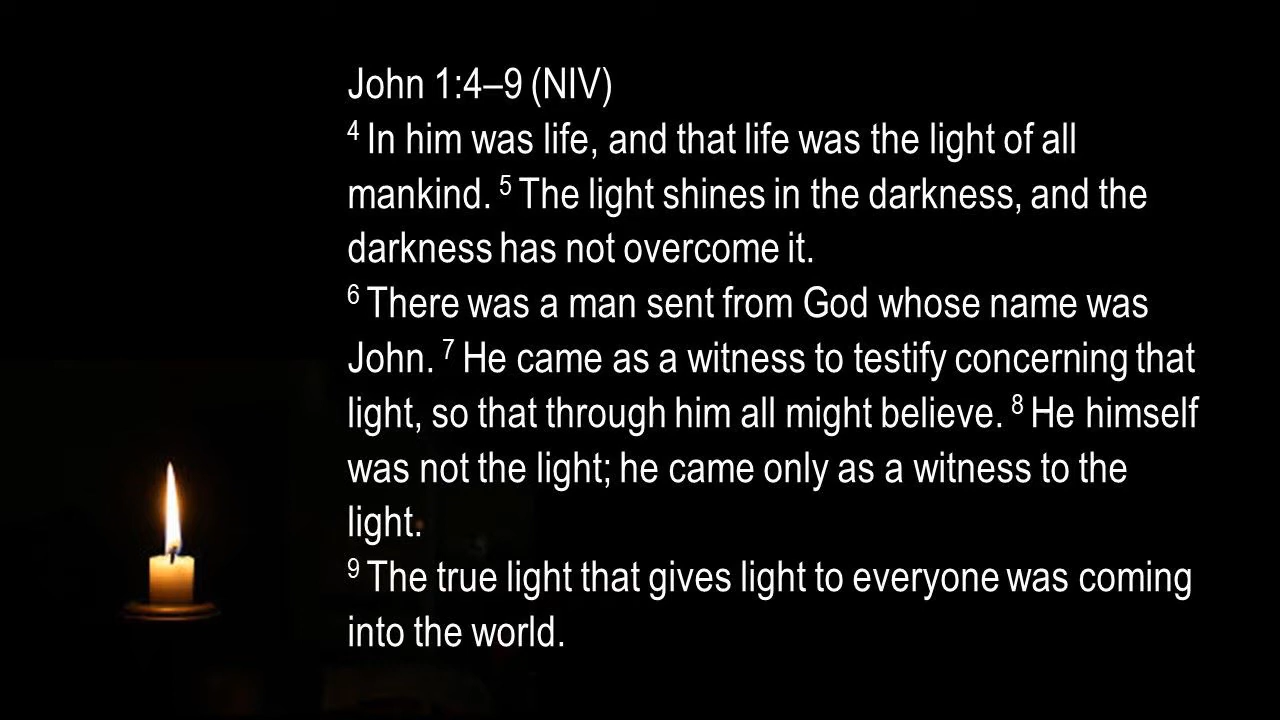 John 1:4–9 (NIV)
⁴ In him was life, and that life was the light of all
mankind. ⁵ The light shines in the darkness, and the
darkness has not overcome it.
⁶ There was a man sent from God whose name was
John. ⁷ He came as a witness to testify concerning that
light, so that through him all might believe. ⁸ He himself
was not the light; he came only as a witness to the
light.
⁹ The true light that gives light to everyone was coming
into the world.